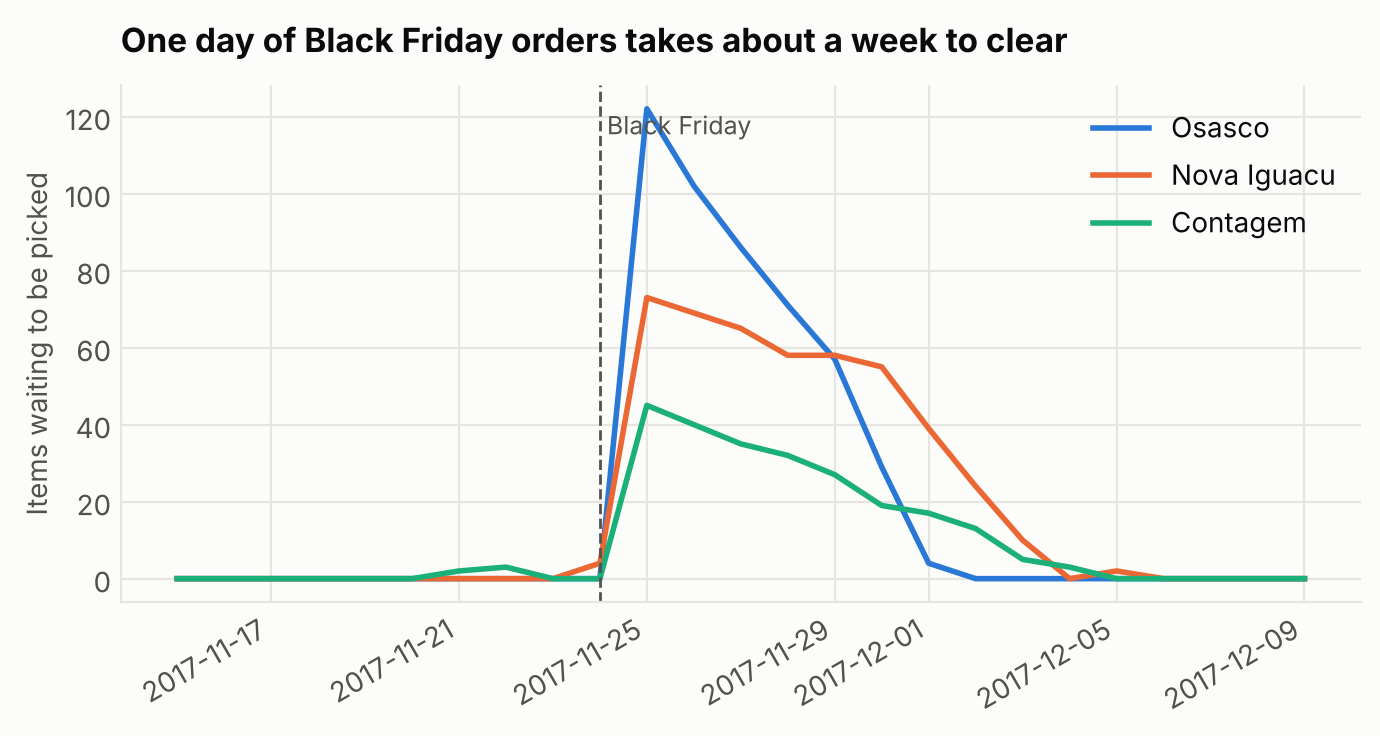 One day of Black Friday orders takes about a week to clear
Black Friday
Osasco
Nova Iguacu
Contagem
Items waiting to be picked
120
100
80
60
40
20
0
2017-11-17
2017-11-21
2017-11-25
2017-11-29
2017-12-01
2017-12-05
2017-12-09